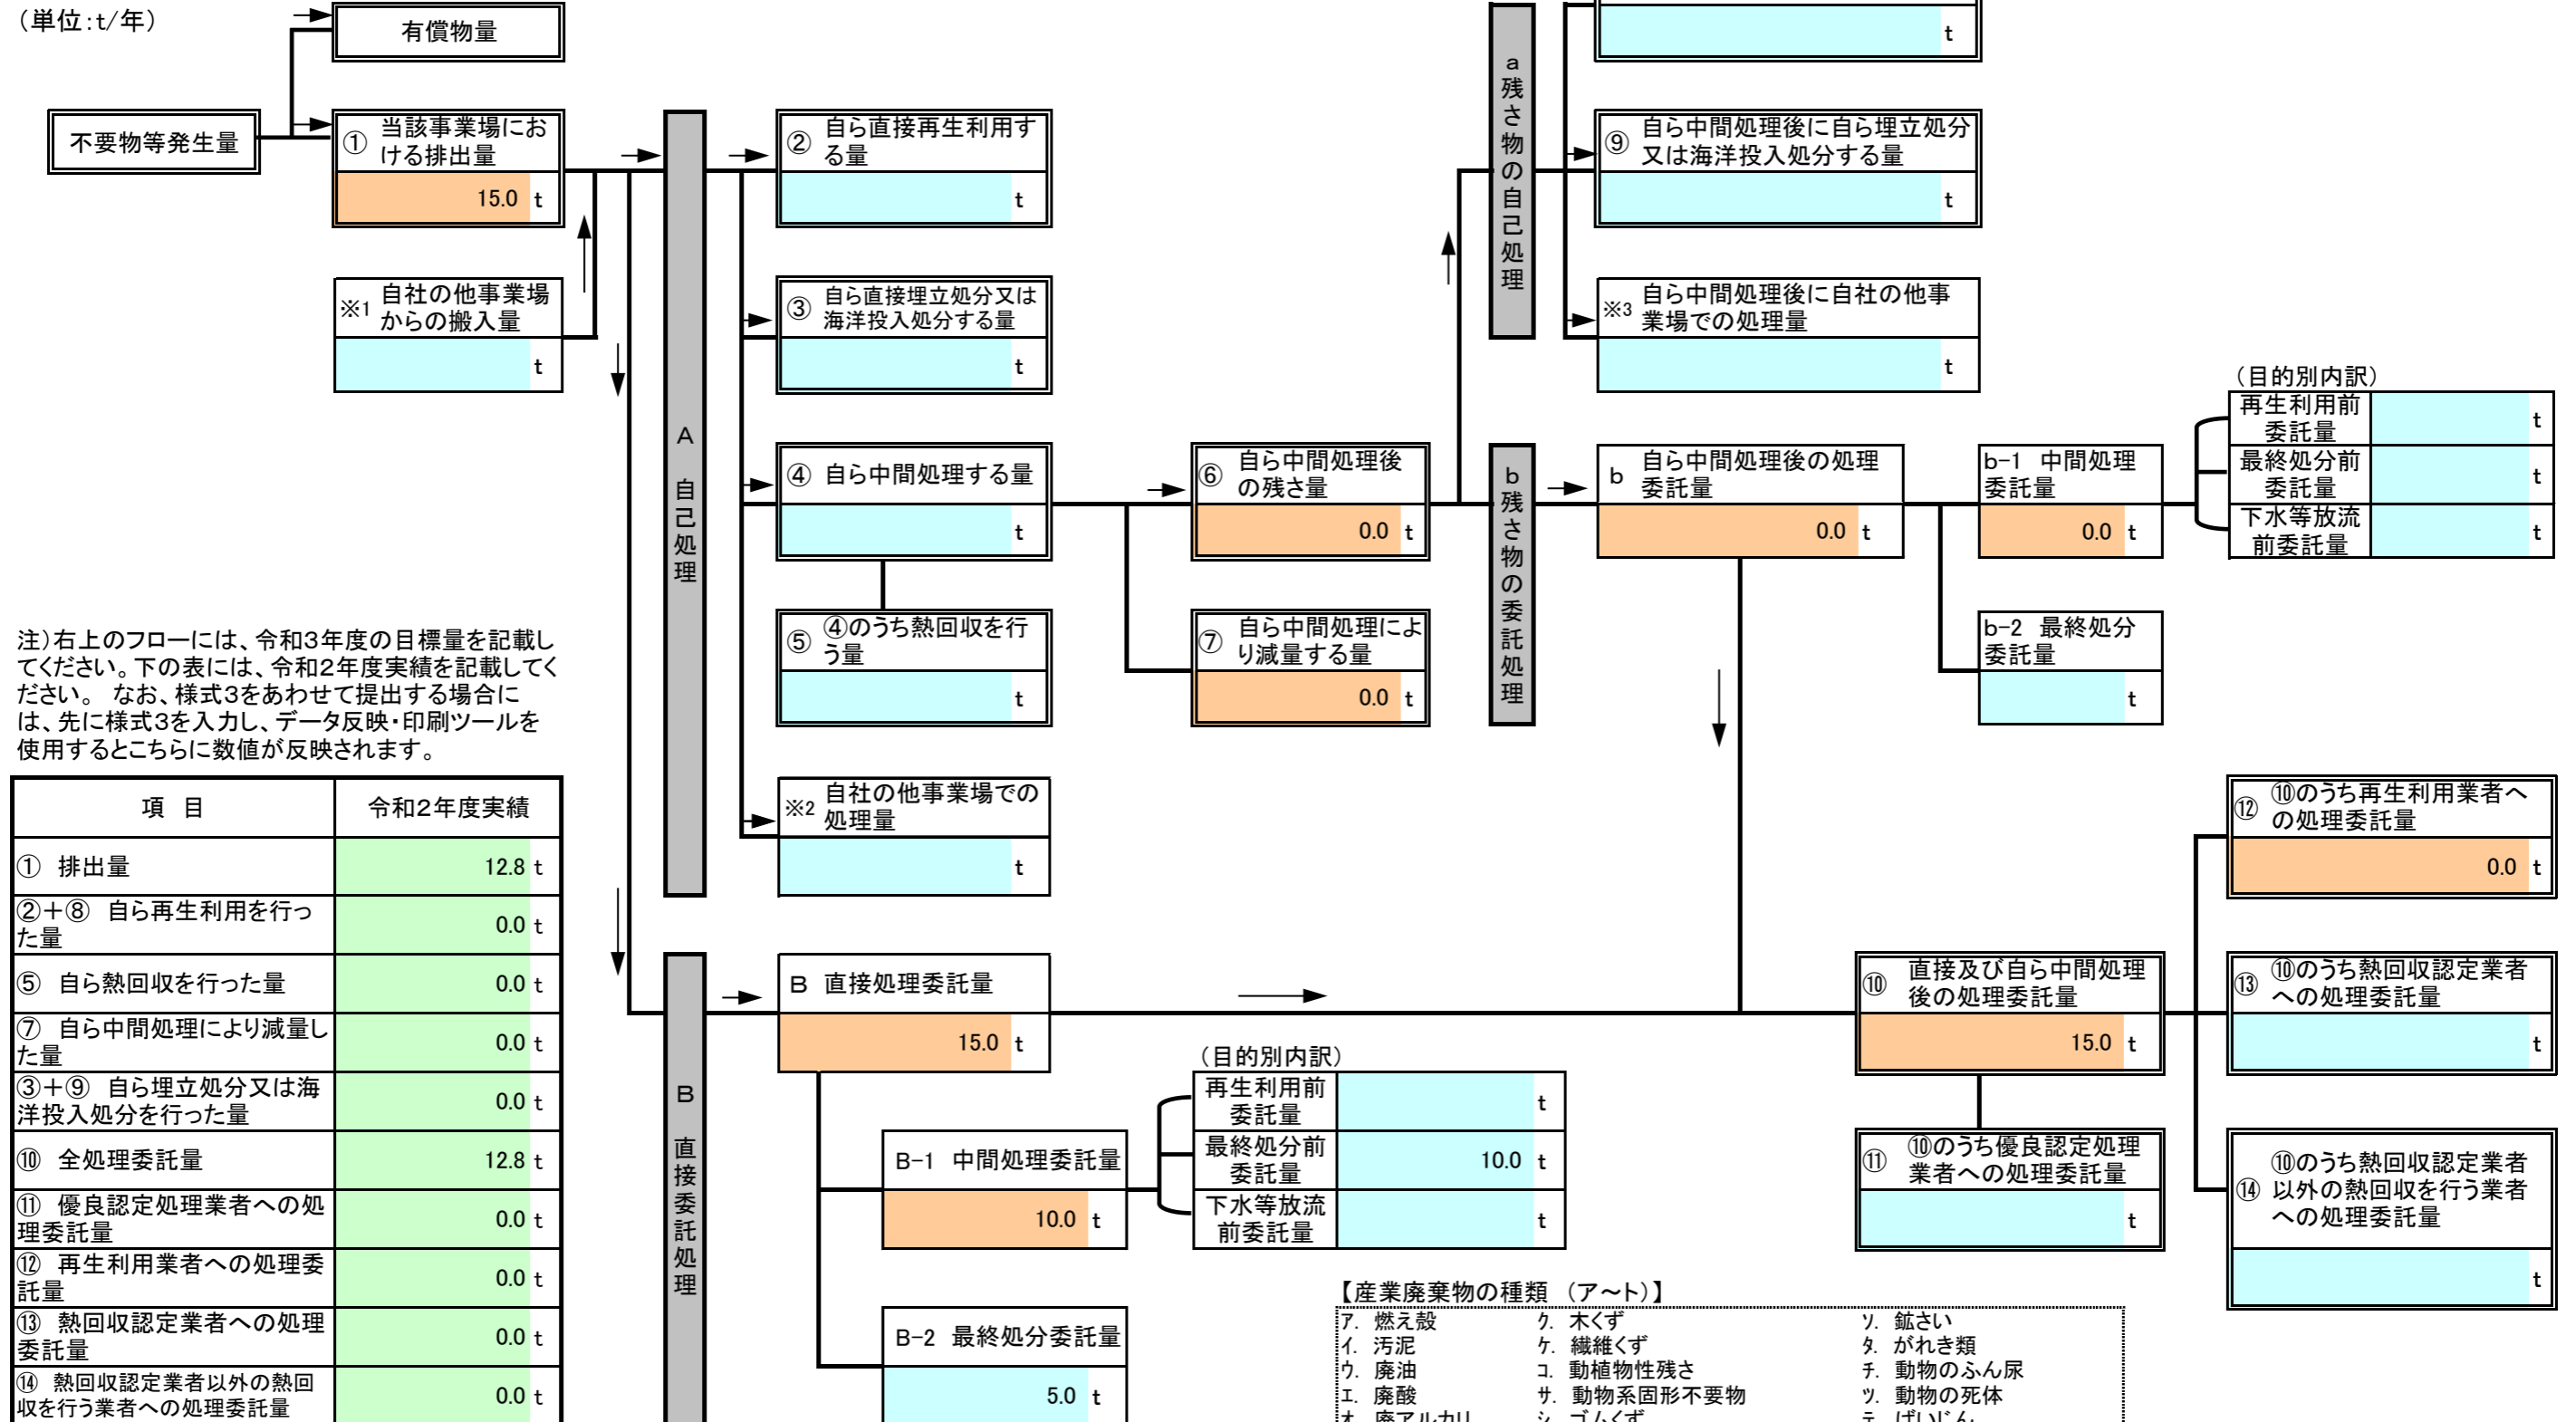 （単位：t/年）
有償物量
不要物等発生量
① 当該事業場にお
ける排出量
15.0 t
※1 自社の他事業場
からの搬入量
t
A 自己処理
② 自ら直接再生利用す
る量
t
③ 自ら直接埋立処分又は
海洋投入処分する量
t
④ 自ら中間処理する量
t
⑤ ④のうち熱回収を行
う量
t
※2 自社の他事業場での
処理量
t
⑥ 自ら中間処理後
の残さ量
0.0 t
⑦ 自ら中間処理によ
り減量する量
0.0 t
a 残さ物の自己処理
t
⑨ 自ら中間処理後に自ら埋立処分
又は海洋投入処分する量
t
※3 自ら中間処理後に自社の他事
業場での処理量
t
b 残さ物の委託処理
b 自ら中間処理後の処理
委託量
0.0 t
b-1 中間処理
委託量
0.0 t
b-2 最終処分
委託量
t
（目的別内訳）
再生利用前
委託量
t
最終処分前
委託量
t
下水等放流
前委託量
t
注）右上のフローには、令和３年度の目標量を記載し
てください。下の表には、令和２年度実績を記載してく
ださい。 なお、様式３をあわせて提出する場合に
は、先に様式３を入力し、データ反映・印刷ツールを
使用するとこちらに数値が反映されます。
項 目 令和２年度実績
① 排出量 12.8 t
②＋⑧ 自ら再生利用を行っ
た量 0.0 t
⑤ 自ら熱回収を行った量 0.0 t
⑦ 自ら中間処理により減量し
た量 0.0 t
③＋⑨ 自ら埋立処分又は海
洋投入処分を行った量 0.0 t
⑩ 全処理委託量 12.8 t
⑪ 優良認定処理業者への処
理委託量 0.0 t
⑫ 再生利用業者への処理委
託量 0.0 t
⑬ 熱回収認定業者への処理
委託量 0.0 t
⑭ 熱回収認定業者以外の熱回
収を行う業者への処理委託量 0.0 t
B 直接委託処理
B 直接処理委託量
15.0 t
B-1 中間処理委託量
10.0 t
B-2 最終処分委託量
5.0 t
（目的別内訳）
再生利用前
委託量
t
最終処分前
委託量
10.0 t
下水等放流
前委託量
t
⑩ 直接及び自ら中間処理
後の処理委託量
15.0 t
⑪ ⑩のうち優良認定処理
業者への処理委託量
t
⑫ ⑩のうち再生利用業者へ
の処理委託量
0.0 t
⑬ ⑩のうち熱回収認定業者
への処理委託量
t
⑭ ⑩のうち熱回収認定業者
以外の熱回収を行う業者
への処理委託量
t
【産業廃棄物の種類 （ア～ト）】
ｱ. 燃え殻 ｸ. 木くず ｿ. 鉱さい
ｲ. 汚泥 ｹ. 繊維くず ﾀ. がれき類
ｳ. 廃油 ｺ. 動植物性残さ ﾁ. 動物のふん尿
ｴ. 廃酸 ｻ. 動物系固形不要物 ﾂ. 動物の死体
ｵ. 廃アルカリ ｼ. ゴムくず ﾃ. ばいじん